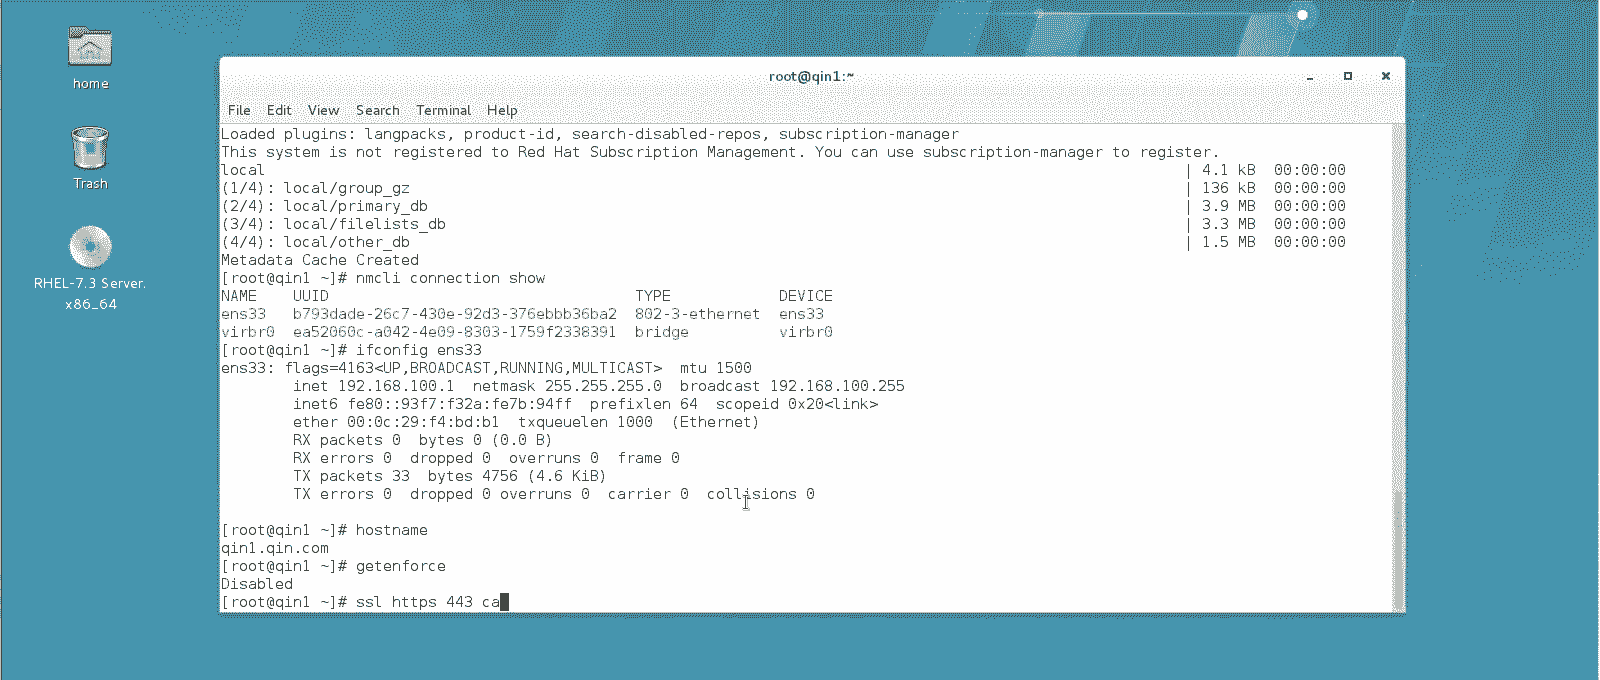 home
Trash
RHEL-7.3 Server.
x86_64
root@qin1:~
File Edit View Search Terminal Help
Loaded plugins: langpacks, product-id, search-disabled-repos, subscription-manager
This system is not registered to Red Hat Subscription Management. You can use subscription-manager to register.
local | 4.1 kB 00:00:00
(1/4): local/group_gz | 136 kB 00:00:00
(2/4): local/primary_db | 3.9 MB 00:00:00
(3/4): local/filelists_db | 3.3 MB 00:00:00
(4/4): local/other_db | 1.5 MB 00:00:00
Metadata Cache Created
[root@qin1 ~]# nmcli connection show
NAME UUID TYPE DEVICE
ens33 b793dade-26c7-430e-92d3-376ebbb36ba2 802-3-ethernet ens33
virbr0 ea52060c-a042-4e09-8303-1759f2338391 bridge virbr0
[root@qin1 ~]# ifconfig ens33
ens33: flags=4163<UP,BROADCAST,RUNNING,MULTICAST> mtu 1500
inet 192.168.100.1 netmask 255.255.255.0 broadcast 192.168.100.255
inet6 fe80::93f7:f32a:fe7b:94ff prefixlen 64 scopeid 0x20<link>
ether 00:0c:29:f4:bd:b1 txqueuelen 1000 (Ethernet)
RX packets 0 bytes 0 (0.0 B)
RX errors 0 dropped 0 overruns 0 frame 0
TX packets 33 bytes 4756 (4.6 KiB)
TX errors 0 dropped 0 overruns 0 carrier 0 collisions 0
[root@qin1 ~]# hostname
qin1.qin.com
[root@qin1 ~]# getenforce
Disabled
[root@qin1 ~]# ssl https 443 ca